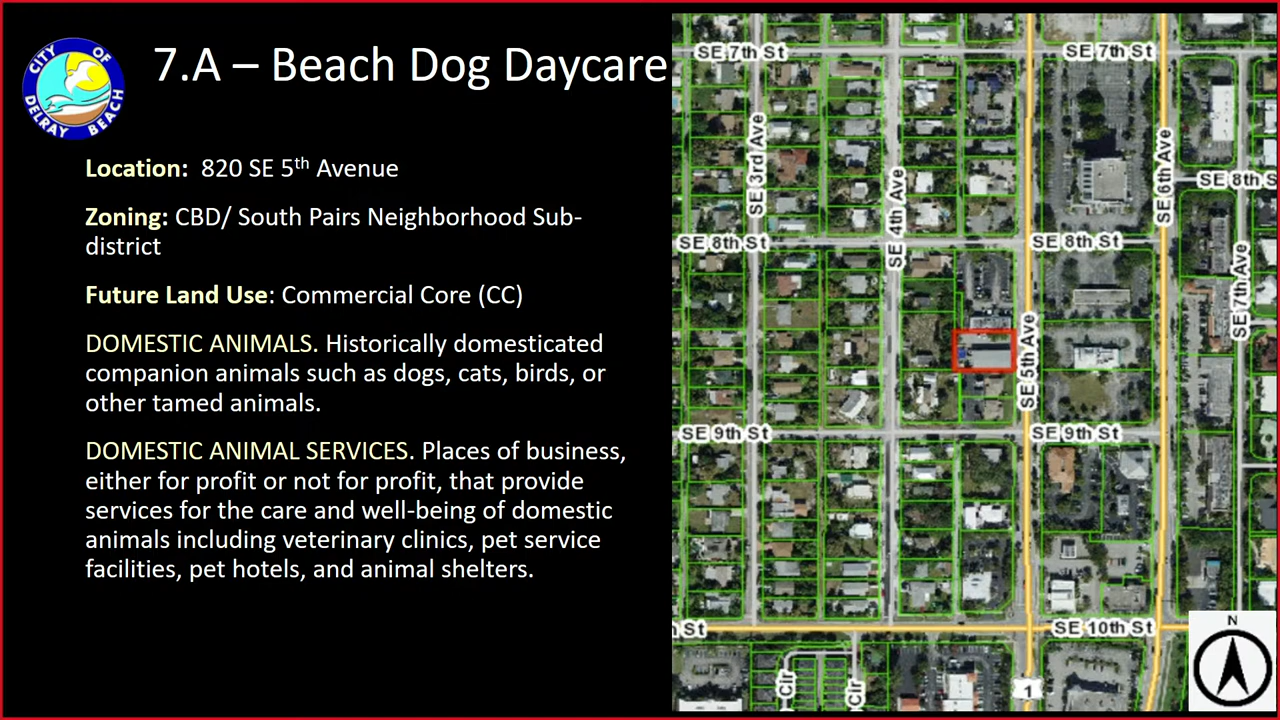 CITY OF DELRAY BEACH
7.A – Beach Dog Daycare
Location: 820 SE 5th Avenue
Zoning: CBD/ South Pairs Neighborhood Sub-
district
Future Land Use: Commercial Core (CC)
DOMESTIC ANIMALS. Historically domesticated
companion animals such as dogs, cats, birds, or
other tamed animals.
DOMESTIC ANIMAL SERVICES. Places of business,
either for profit or not for profit, that provide
services for the care and well-being of domestic
animals including veterinary clinics, pet service
facilities, pet hotels, and animal shelters.
SE 7th St
SE 7th St
SE 3rd Ave
SE 4th Ave
SE 6th Ave
SE 8th S
SE 8th St
SE 8th St
SE 7th Ave
SE 5th Ave
SE 9th St
SE 9th St
h St
SE 10th St
Cir
Cir
1
N